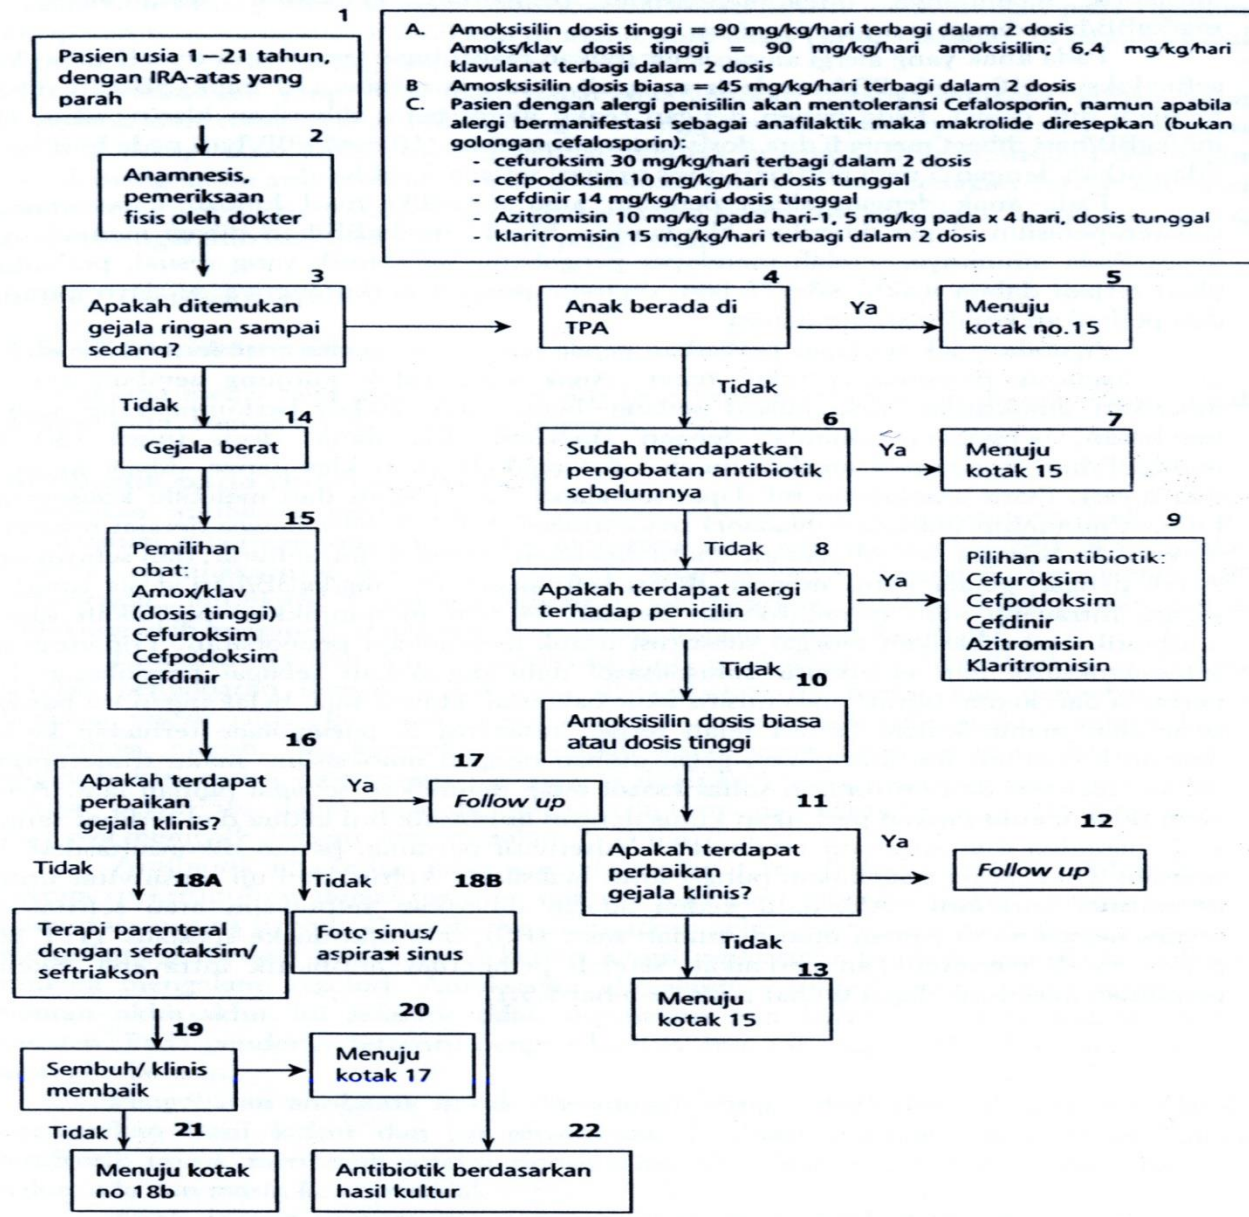 1
Pasien usia 1—21 tahun,
dengan IRA-atas yang
parah
A. Amoksisilin dosis tinggi = 90 mg/kg/hari terbagi dalam 2 dosis
Amoks/klav dosis tinggi = 90 mg/kg/hari amoksisilin; 6,4 mg/kg/hari
klavulanat terbagi dalam 2 dosis
B Amosksisilin dosis biasa = 45 mg/kg/hari terbagi dalam 2 dosis
C. Pasien dengan alergi penisilin akan mentoleransi Cefalosporin, namun apabila
alergi bermanifestasi sebagai anafilaktik maka makrolide diresepkan (bukan
golongan cefalosporin):
- cefuroksim 30 mg/kg/hari terbagi dalam 2 dosis
- cefpodoksim 10 mg/kg/hari dosis tunggal
- cefdinir 14 mg/kg/hari dosis tunggal
- Azitromisin 10 mg/kg pada hari-1, 5 mg/kg pada x 4 hari, dosis tunggal
- klaritromisin 15 mg/kg/hari terbagi dalam 2 dosis
2
Anamnesis,
pemeriksaan
fisis oleh dokter
3
Apakah ditemukan
gejala ringan sampai
sedang?
4
Anak berada di
TPA
Ya
5
Menuju
kotak no.15
Tidak
Tidak
14
Gejala berat
6
Sudah mendapatkan
pengobatan antibiotik
sebelumnya
Ya
7
Menuju
kotak 15
15
Pemilihan
obat:
Amox/klav
(dosis tinggi)
Cefuroksim
Cefpodoksim
Cefdinir
Tidak
8
Apakah terdapat alergi
terhadap penicilin
Ya
9
Pilihan antibiotik:
Cefuroksim
Cefpodoksim
Cefdinir
Azitromisin
Klaritromisin
Tidak
10
Amoksisilin dosis biasa
atau dosis tinggi
16
Apakah terdapat
perbaikan
gejala klinis?
Ya
17
Follow up
11
Apakah terdapat
perbaikan
gejala klinis?
Ya
12
Follow up
Tidak
18A
Tidak
18B
Terapi parenteral
dengan sefotaksim/
seftriakson
Foto sinus/
aspirasi sinus
Tidak
13
Menuju
kotak 15
19
Sembuh/ klinis
membaik
20
Menuju
kotak 17
Tidak
21
Menuju kotak
no 18b
22
Antibiotik berdasarkan
hasil kultur